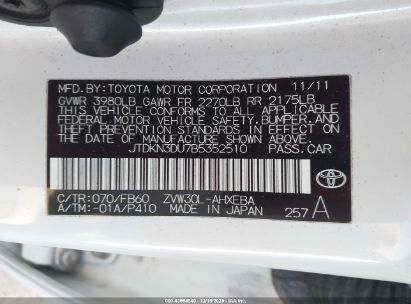 MFD. BY: TOYOTA MOTOR CORPORATION 11/11
GVWR 3980LB GAWR FR 2270LB RR 2175LB
THIS VEHICLE CONFORMS TO ALL APPLICABLE
FEDERAL MOTOR VEHICLE SAFETY, BUMPER, AND
THEFT PREVENTION STANDARDS IN EFFECT ON
THE DATE OF MANUFACTURE SHOWN ABOVE.
JTDKN3DU7B5352510 PASS.CAR
C/TR: 070/FB60 ZVW30L-AHXEBA
A/TM: -01A/P410 MADE IN JAPAN 257 A
TOYOTA